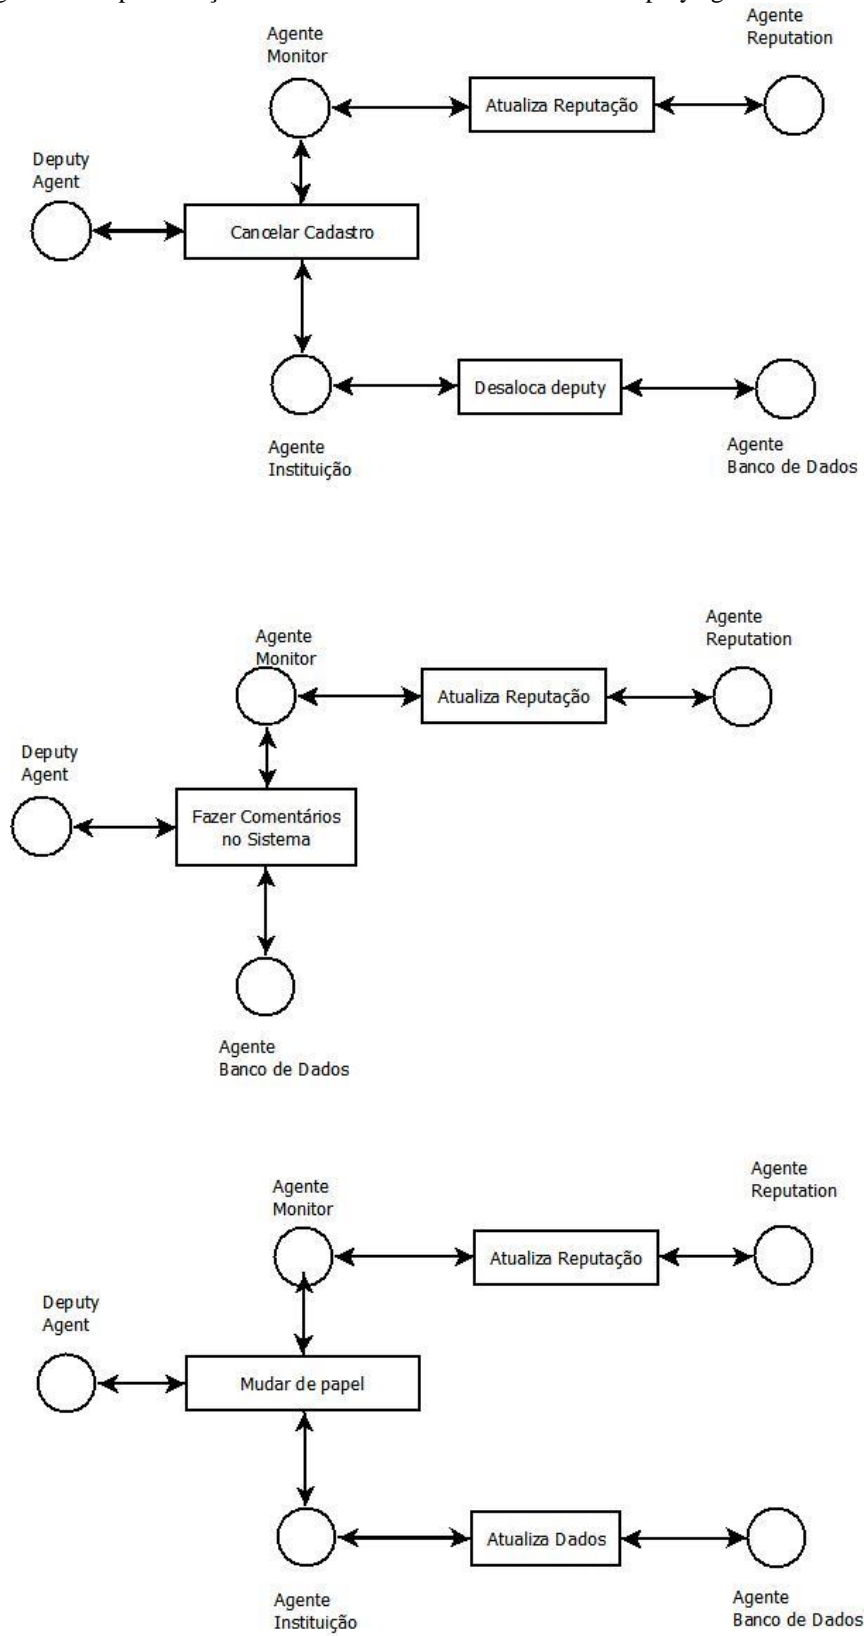 Agente
Reputation
Agente
Monitor
Atualiza Reputação
Deputy
Agent
Cancelar Cadastro
Desaloca deputy
Agente
Instituição
Agente
Banco de Dados
Agente
Reputation
Agente
Monitor
Atualiza Reputação
Deputy
Agent
Fazer Comentários
no Sistema
Agente
Banco de Dados
Agente
Reputation
Agente
Monitor
Atualiza Reputação
Deputy
Agent
Mudar de papel
Atualiza Dados
Agente
Instituição
Agente
Banco de Dados